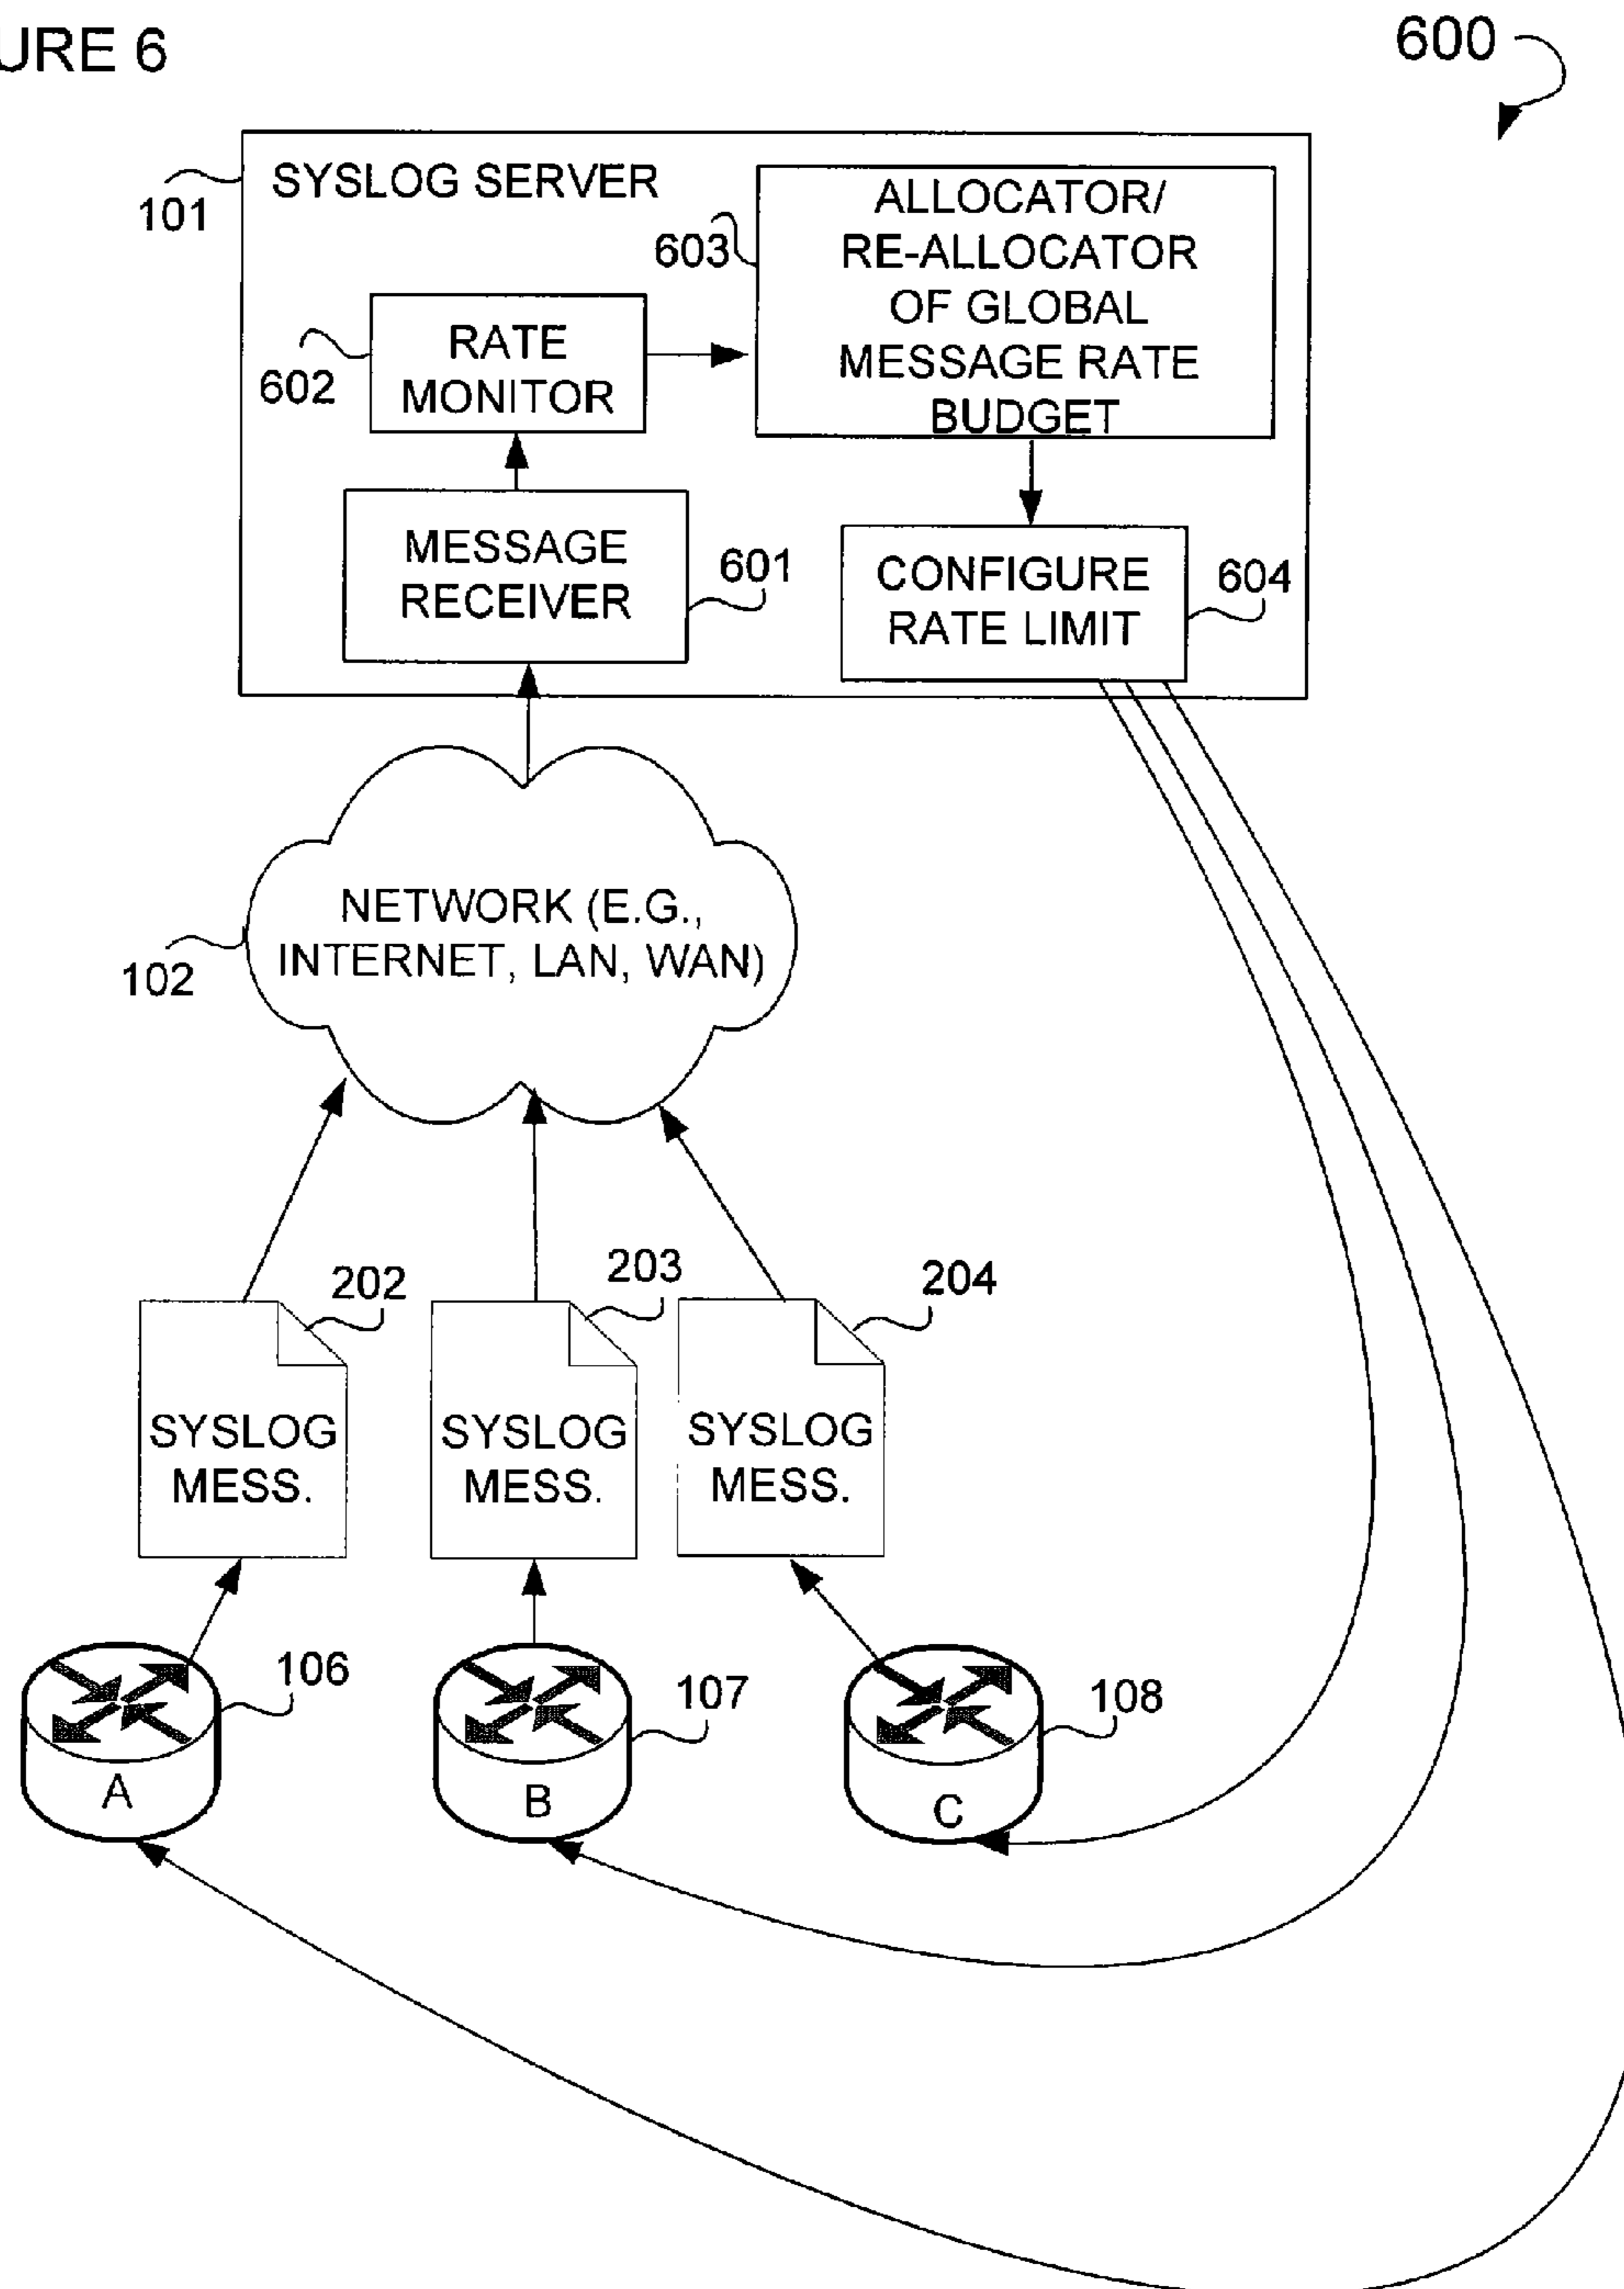 URE 6
600
SYSLOG SERVER
101
ALLOCATOR/
RE-ALLOCATOR
OF GLOBAL
MESSAGE RATE
BUDGET
603
RATE
MONITOR
602
MESSAGE
RECEIVER
601
CONFIGURE
RATE LIMIT
604
NETWORK (E.G.,
INTERNET, LAN, WAN)
102
202
203
204
SYSLOG
MESS.
SYSLOG
MESS.
SYSLOG
MESS.
106
107
108
A
B
C